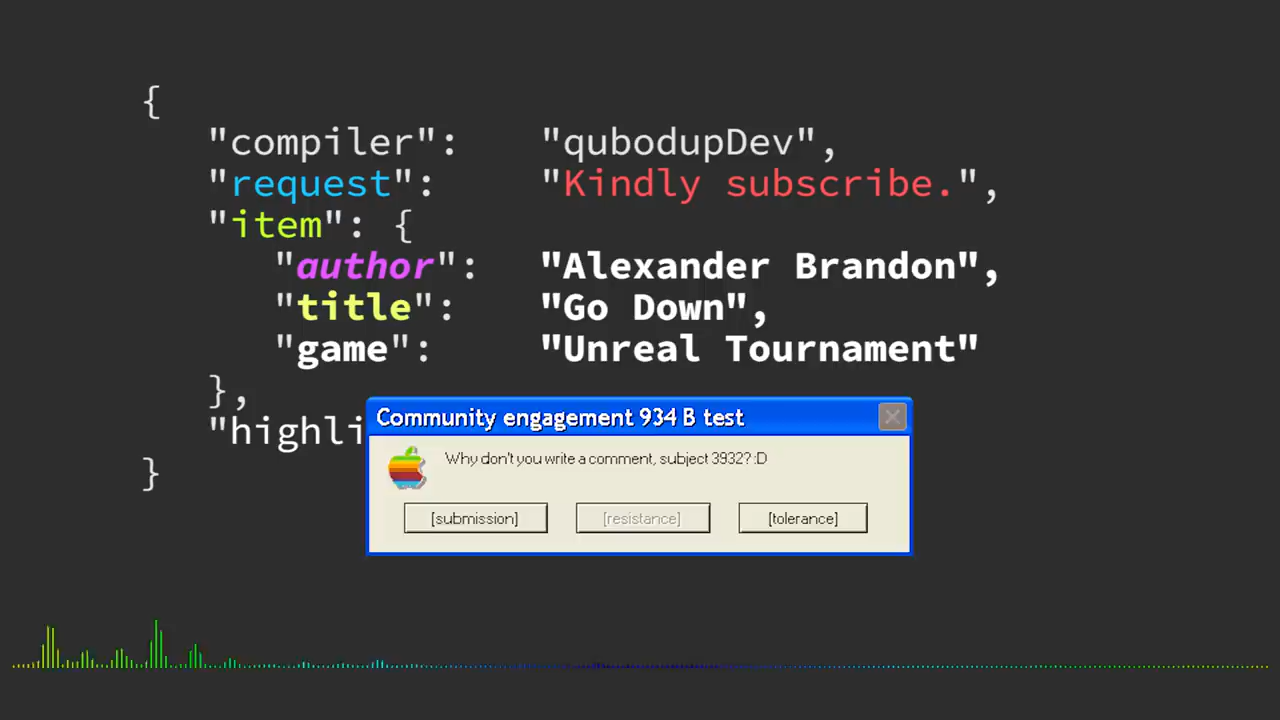 {
"compiler": "qubodupDev",
"request": "Kindly subscribe.",
"item": {
"author": "Alexander Brandon",
"title": "Go Down",
"game": "Unreal Tournament"
},
"highli
}
Community engagement 934 B test
Why don't you write a comment, subject 3932? :D
[submission] [resistance] [tolerance]